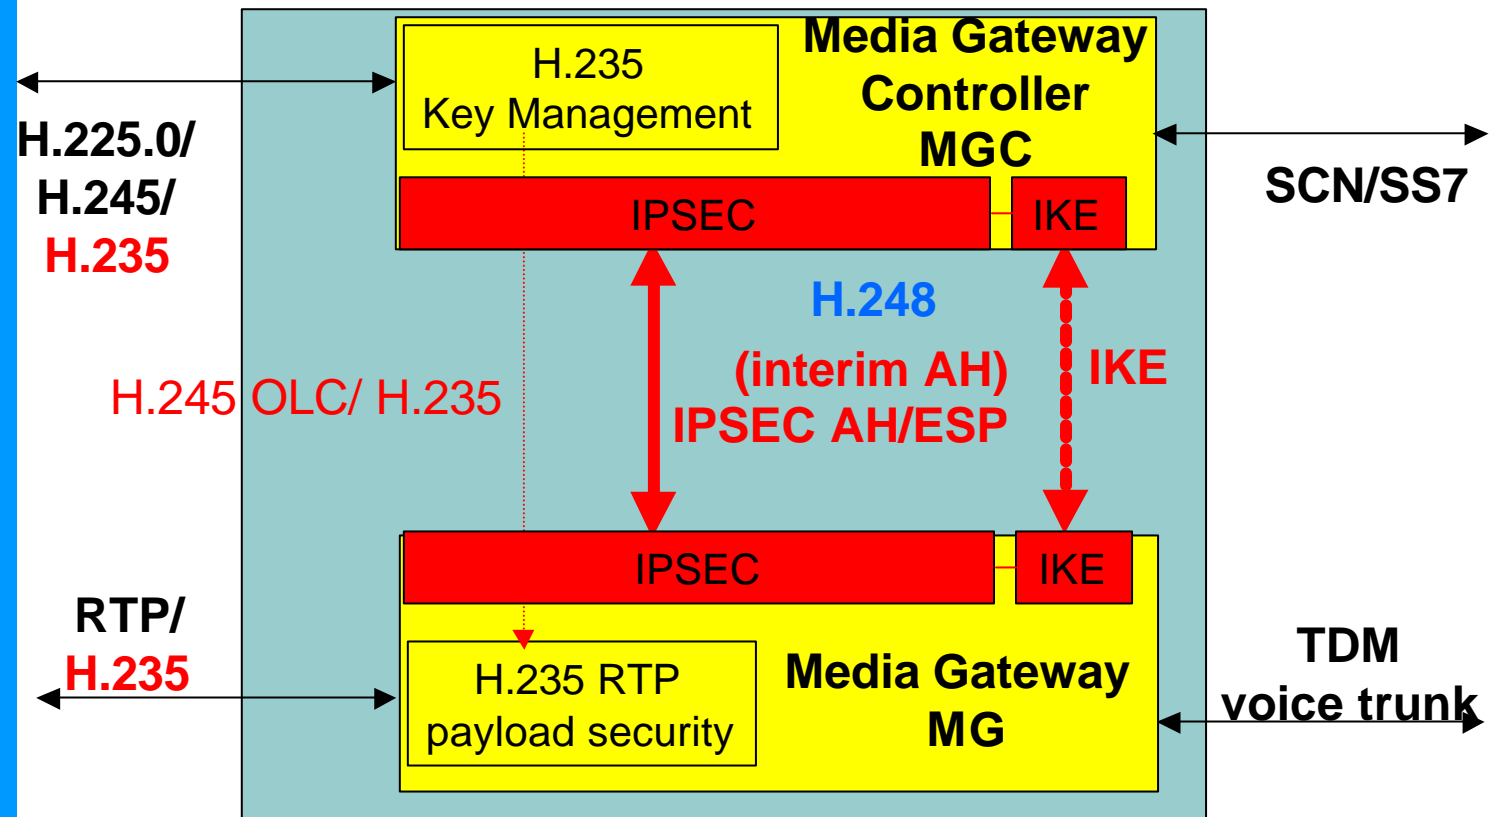 H.235
Key Management
Media Gateway
Controller
MGC
H.225.0/
H.245/
H.235
SCN/SS7
IPSEC
IKE
H.248
(interim AH)
IPSEC AH/ESP
IKE
H.245 OLC/ H.235
IPSEC
IKE
RTP/
H.235
H.235 RTP
payload security
Media Gateway
MG
TDM
voice trunk